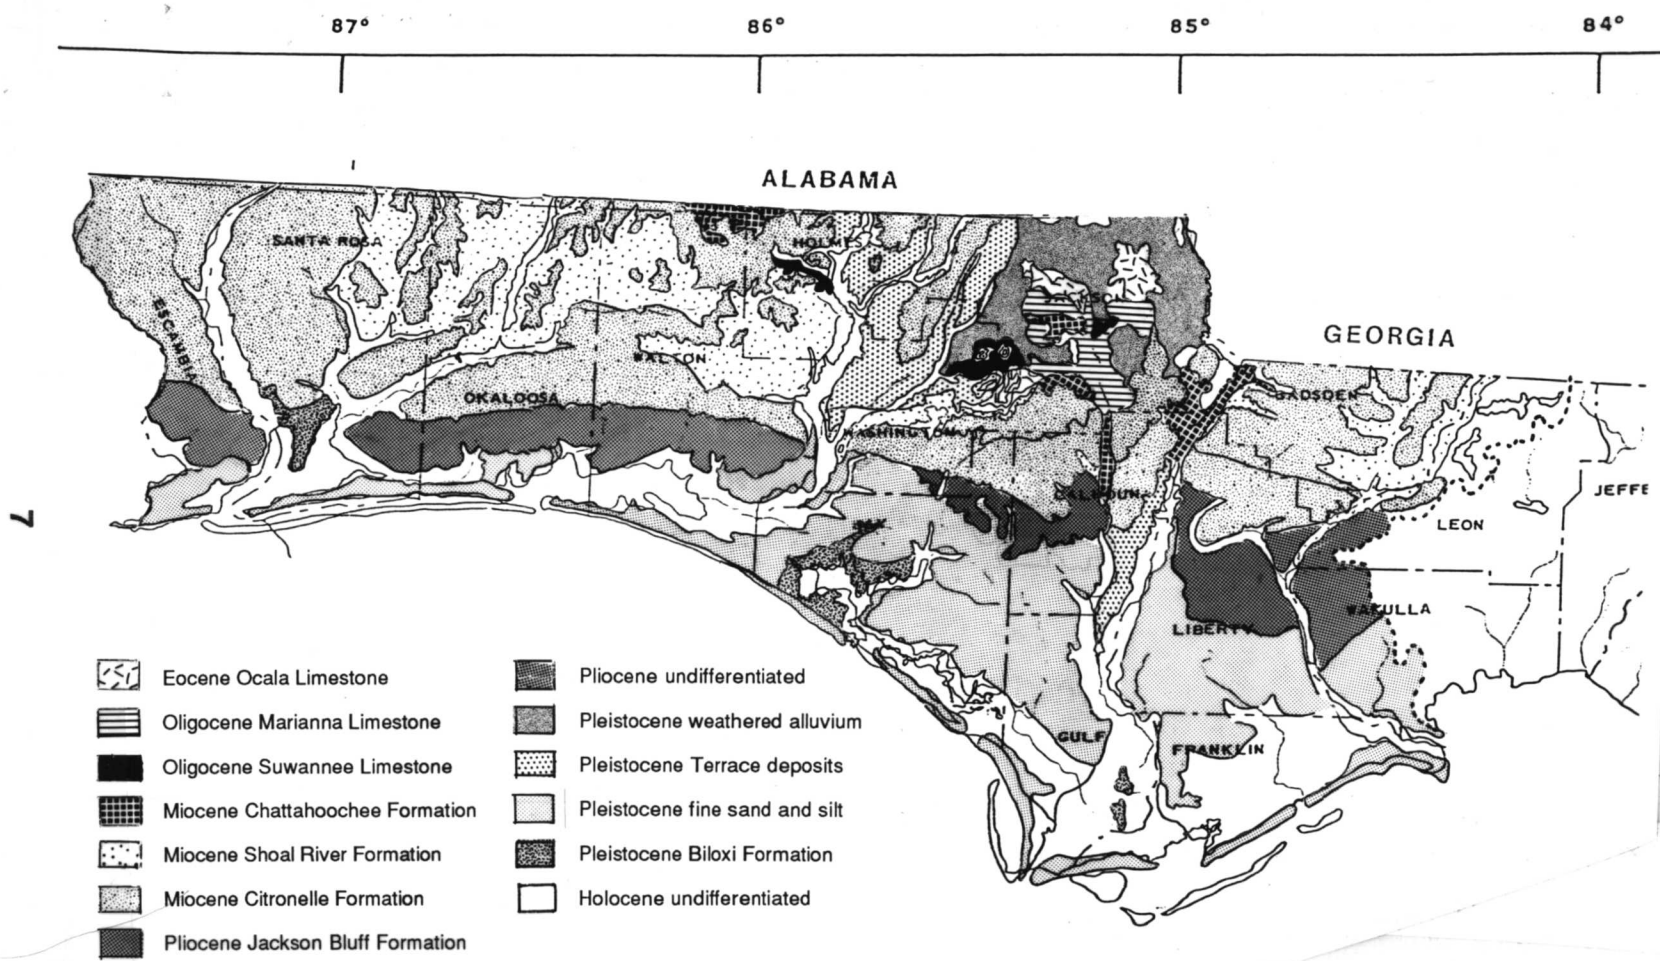 87° 86° 85° 84°
ALABAMA
SANTA ROSA
HOLMES
ESCAMBIA
GEORGIA
WALTON
OKALOOSA
GADSDEN
WASHINGTON
CALHOUN
JEFFE
LEON
BAY
WAKULLA
LIBERTY
GULF
FRANKLIN
7
Eocene Ocala Limestone
Oligocene Marianna Limestone
Oligocene Suwannee Limestone
Miocene Chattahoochee Formation
Miocene Shoal River Formation
Miocene Citronelle Formation
Pliocene Jackson Bluff Formation
Pliocene undifferentiated
Pleistocene weathered alluvium
Pleistocene Terrace deposits
Pleistocene fine sand and silt
Pleistocene Biloxi Formation
Holocene undifferentiated